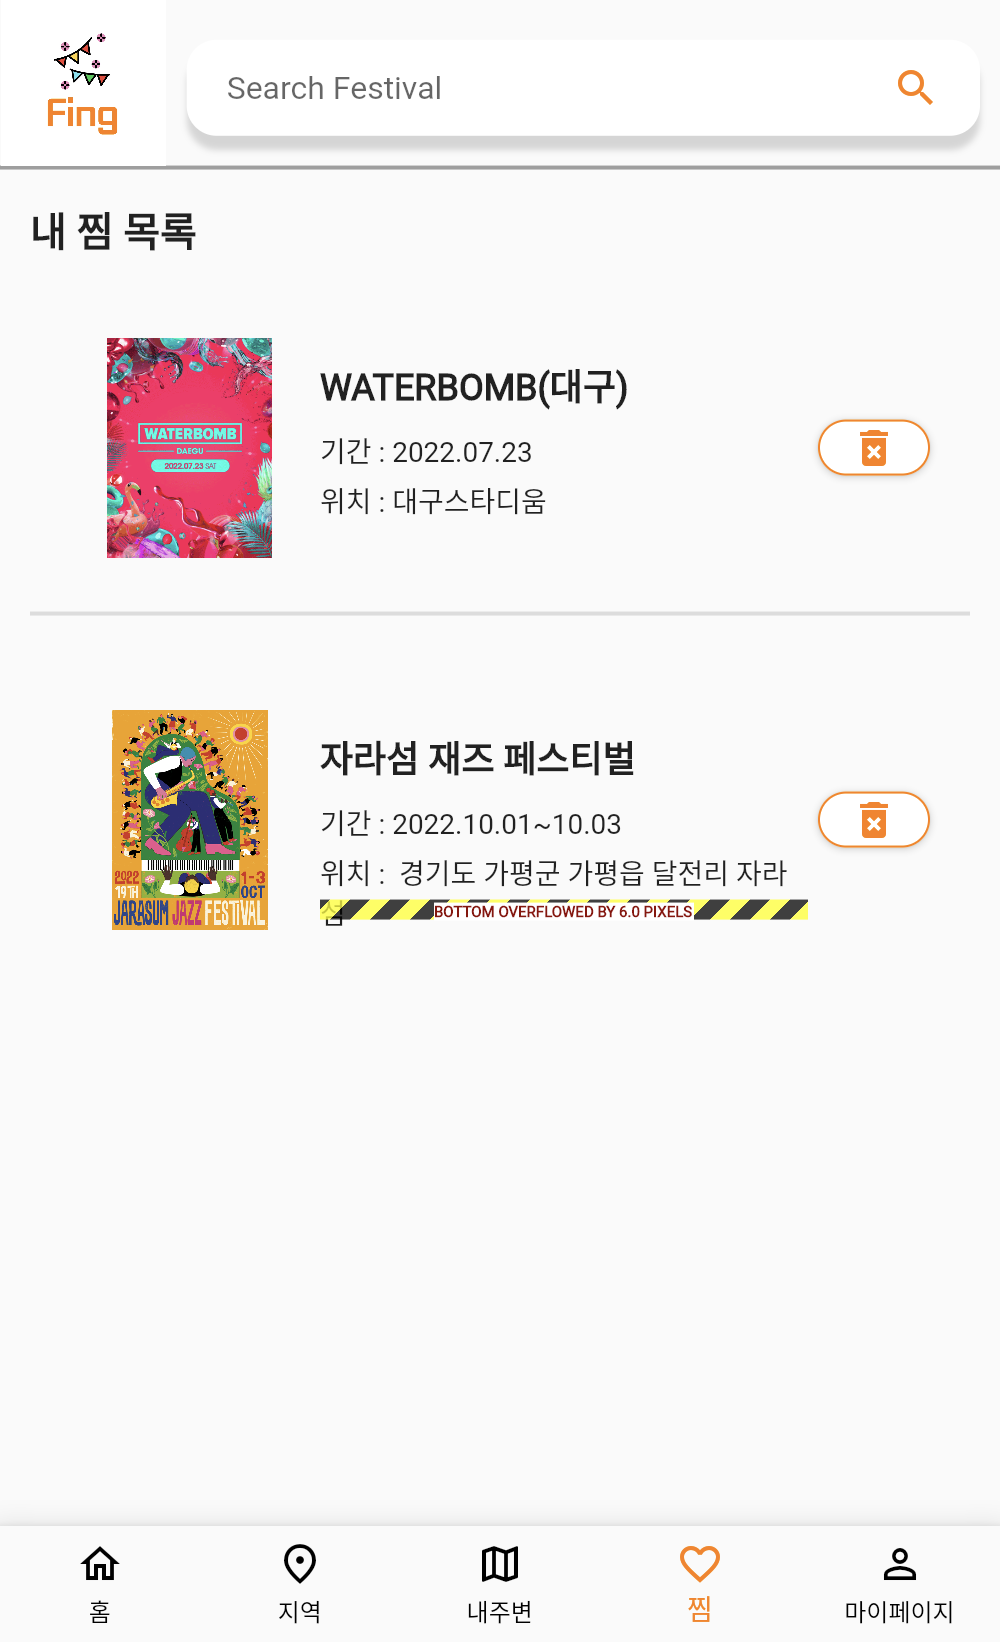 Fing
Search Festival
내 찜 목록
WATERBOMB
DAEGU
2022.07.23 SAT
WATERBOMB(대구)
기간 : 2022.07.23
위치 : 대구스타디움
2022
19TH
1-3
OCT
JARASUM JAZZ FESTIVAL
자라섬 재즈 페스티벌
기간 : 2022.10.01~10.03
위치 :  경기도 가평군 가평읍 달전리 자라
섬
BOTTOM OVERFLOWED BY 6.0 PIXELS
홈
지역
내주변
찜
마이페이지